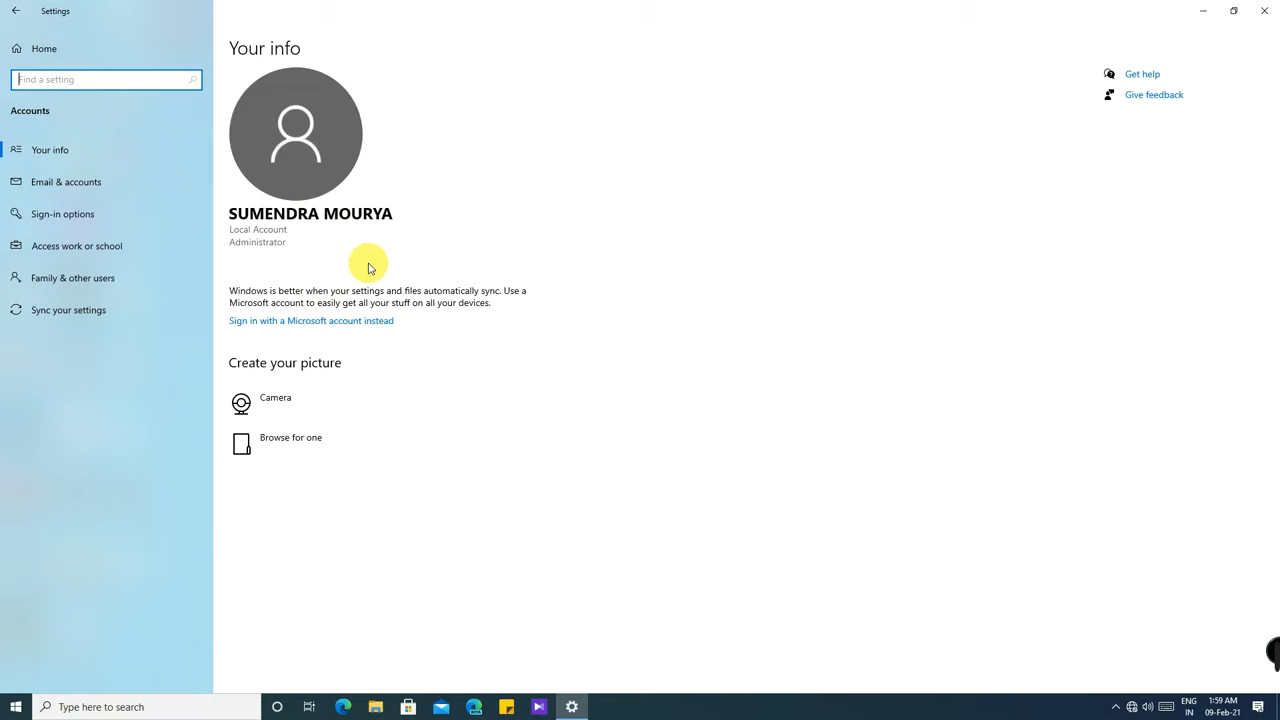 Settings
Home
Find a setting
Accounts
Your info
Email & accounts
Sign-in options
Access work or school
Family & other users
Sync your settings
Your info
SUMENDRA MOURYA
Local Account
Administrator
Windows is better when your settings and files automatically sync. Use a
Microsoft account to easily get all your stuff on all your devices.
Sign in with a Microsoft account instead
Create your picture
Camera
Browse for one
Get help
Give feedback
Type here to search
ENG
IN
1:59 AM
09-Feb-21